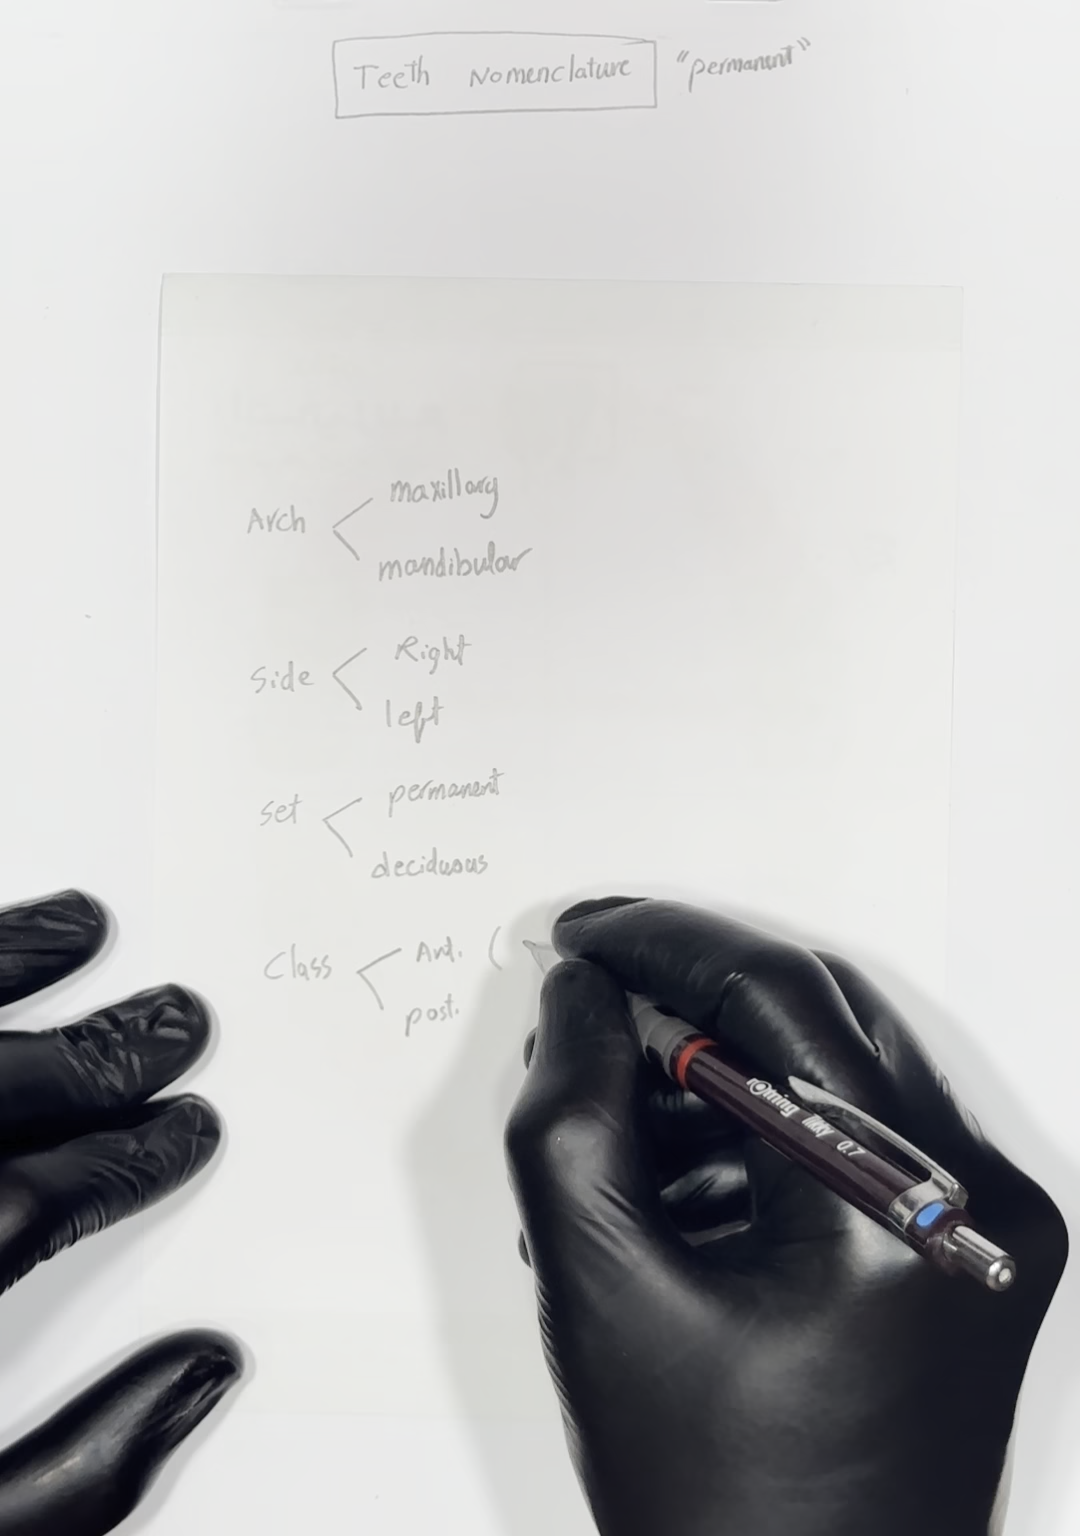 Teeth Nomenclature "permanent"
Arch
maxillary
mandibular
Side
Right
left
set
permanent
deciduous
Class
Ant. (
post.
rOtring Tikky 0.7